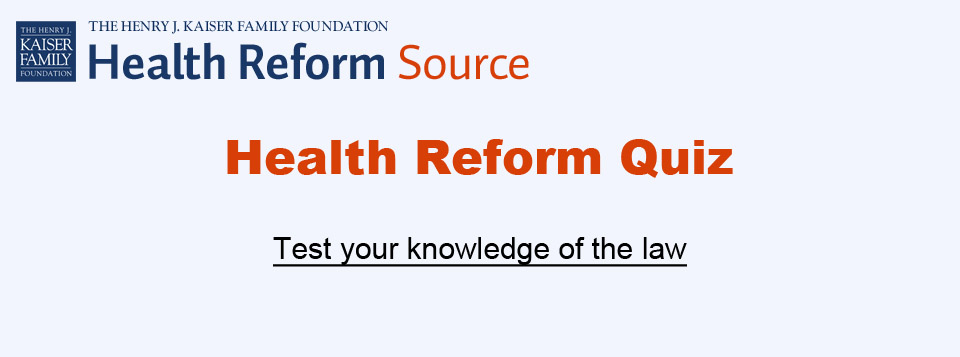 THE HENRY J.
KAISER
FAMILY
FOUNDATION
THE HENRY J. KAISER FAMILY FOUNDATION
Health Reform Source
Health Reform Quiz
Test your knowledge of the law